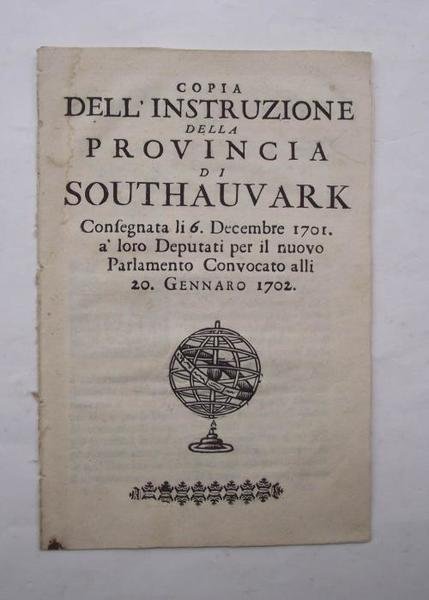 COPIA
DELL' INSTRUZIONE
DELLA
PROVINCIA
DI
SOUTHAUVARK
Conſegnata li 6. Decembre 1701.
a' loro Deputati per il nuovo
Parlamento Convocato alli
20. GENNARO 1702.